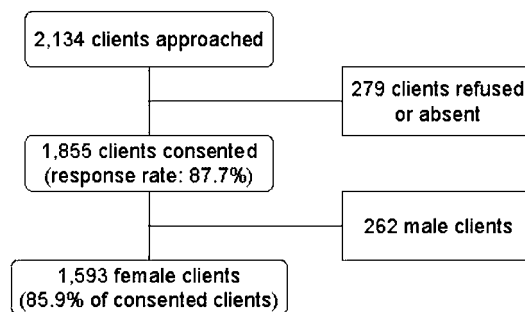 2,134 clients approached
279 clients refused
or absent
1,855 clients consented
(response rate: 87.7%)
262 male clients
1,593 female clients
(85.9% of consented clients)